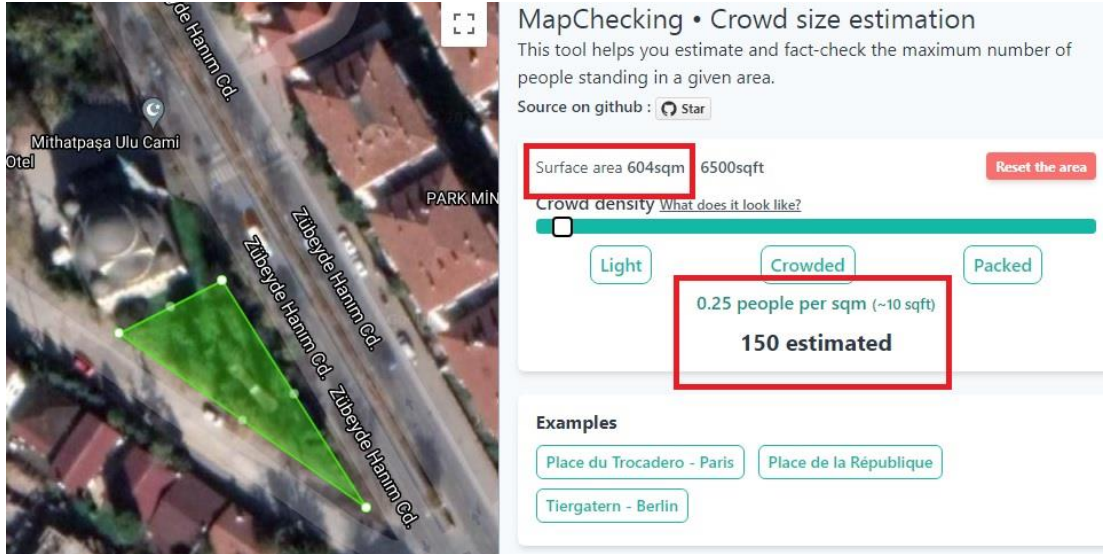 Zübeyde Hanım Cd.
Mithatpaşa Ulu Cami
Otel
PARK MİN
Zübeyde Hanım Cd.
Zübeyde Hanım Cd.
Zübeyde Hanım Cd.
MapChecking • Crowd size estimation
This tool helps you estimate and fact-check the maximum number of
people standing in a given area.
Source on github : Star
Surface area 604sqm 6500sqft
Reset the area
Crowd density What does it look like?
Light Crowded Packed
0.25 people per sqm (~10 sqft)
150 estimated
Examples
Place du Trocadero - Paris Place de la République
Tiergatern - Berlin